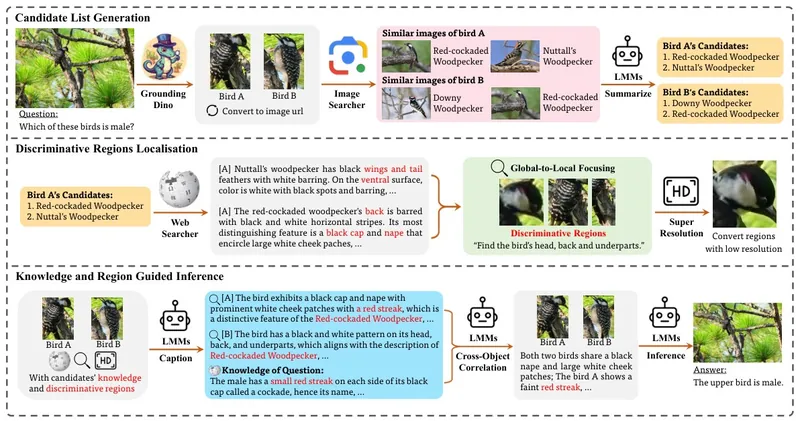 Candidate List Generation
Question:
Which of these birds is male?
Grounding
Dino
Bird A
Bird B
Convert to image url
Image
Searcher
Similar images of bird A
Red-cockaded
Woodpecker
Nuttall's
Woodpecker
Similar images of bird B
Downy
Woodpecker
Red-cockaded
Woodpecker
LMMs
Summarize
Bird A's Candidates:
1. Red-cockaded Woodpecker
2. Nuttal's Woodpecker
Bird B's Candidates:
1. Downy Woodpecker
2. Red-cockaded Woodpecker
Discriminative Regions Localisation
Bird A's Candidates:
1. Red-cockaded Woodpecker
2. Nuttal's Woodpecker
Web
Searcher
[A] Nuttall's woodpecker has black wings and tail
feathers with white barring. On the ventral surface,
color is white with black spots and barring, ...
[A] The red-cockaded woodpecker's back is barred
with black and white horizontal stripes. Its most
distinguishing feature is a black cap and nape that
encircle large white cheek patches, ...
Global-to-Local Focusing
Discriminative Regions
"Find the bird's head, back and underparts."
HD
Super
Resolution
Convert regions
with low resolution
Knowledge and Region Guided Inference
Bird A
Bird B
HD
With candidates' knowledge
and discriminative regions
LMMs
Caption
[A] The bird exhibits a black cap and nape with
prominent white cheek patches with a red streak, which is
a distinctive feature of the Red-cockaded Woodpecker, ...
[B] The bird has a black and white pattern on its head,
back, and underparts, which aligns with the description of
Red-cockaded Woodpecker, ...
Knowledge of Question:
The male has a small red streak on each side of its black
cap called a cockade, hence its name, ...
LMMs
Cross-Object
Correlation
Bird A
Bird B
Both two birds share a black
nape and large white cheek
patches; The bird A shows a
faint red streak, ...
LMMs
Inference
Answer:
The upper bird is male.